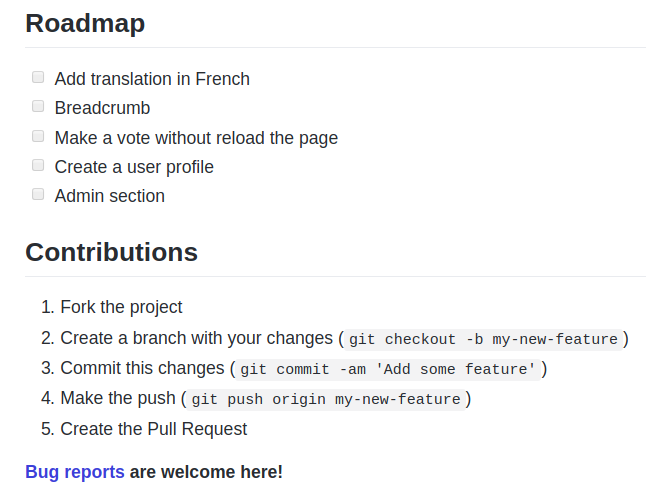 Roadmap
Add translation in French
Breadcrumb
Make a vote without reload the page
Create a user profile
Admin section
Contributions
1. Fork the project
2. Create a branch with your changes ( git checkout -b my-new-feature )
3. Commit this changes ( git commit -am 'Add some feature' )
4. Make the push ( git push origin my-new-feature )
5. Create the Pull Request
Bug reports are welcome here!